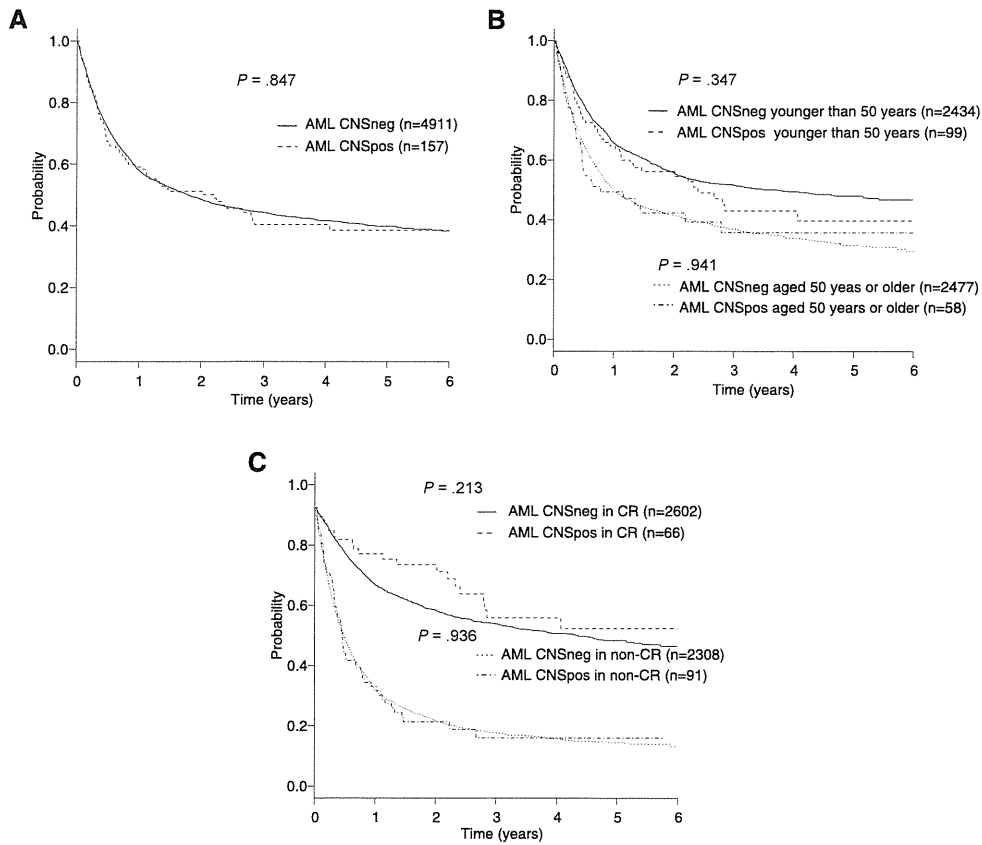 A
1.0
0.8
0.6
0.4
0.2
0.0
Probability
P = .847
AML CNSneg (n=4911)
AML CNSpos (n=157)
0 1 2 3 4 5 6
Time (years)
B
1.0
0.8
0.6
0.4
0.2
0.0
Probability
P = .347
AML CNSneg younger than 50 years (n=2434)
AML CNSpos younger than 50 years (n=99)
P = .941
AML CNSneg aged 50 yeas or older (n=2477)
AML CNSpos aged 50 years or older (n=58)
0 1 2 3 4 5 6
Time (years)
C
1.0
0.8
0.6
0.4
0.2
0.0
Probability
P = .213
AML CNSneg in CR (n=2602)
AML CNSpos in CR (n=66)
P = .936
AML CNSneg in non-CR (n=2308)
AML CNSpos in non-CR (n=91)
0 1 2 3 4 5 6
Time (years)